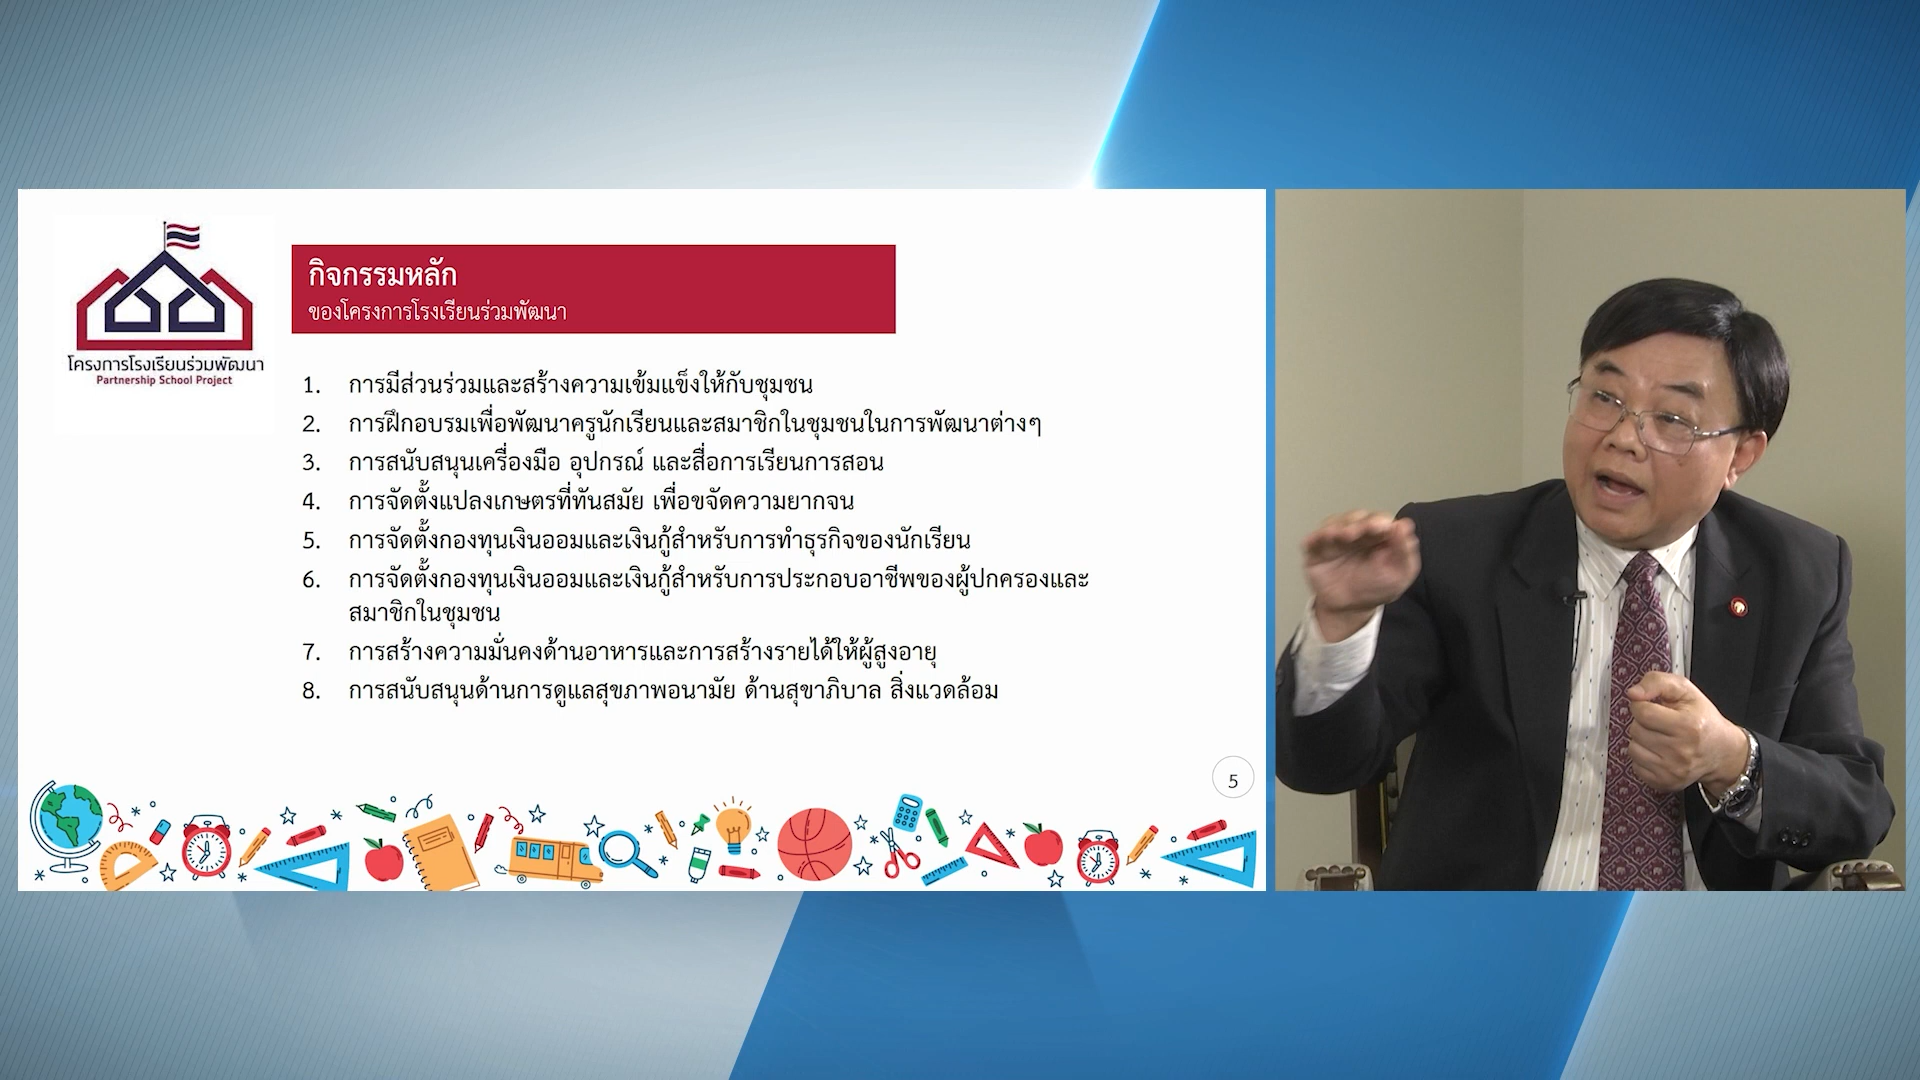 โครงการโรงเรียนร่วมพัฒนา
Partnership School Project
กิจกรรมหลัก
ของโครงการโรงเรียนร่วมพัฒนา
1. การมีส่วนร่วมและสร้างความเข้มแข็งให้กับชุมชน
2. การฝึกอบรมเพื่อพัฒนาครูนักเรียนและสมาชิกในชุมชนในการพัฒนาต่างๆ
3. การสนับสนุนเครื่องมือ อุปกรณ์ และสื่อการเรียนการสอน
4. การจัดตั้งแปลงเกษตรที่ทันสมัย เพื่อขจัดความยากจน
5. การจัดตั้งกองทุนเงินออมและเงินกู้สำหรับการทำธุรกิจของนักเรียน
6. การจัดตั้งกองทุนเงินออมและเงินกู้สำหรับการประกอบอาชีพของผู้ปกครองและ
สมาชิกในชุมชน
7. การสร้างความมั่นคงด้านอาหารและการสร้างรายได้ให้ผู้สูงอายุ
8. การสนับสนุนด้านการดูแลสุขภาพอนามัย ด้านสุขาภิบาล สิ่งแวดล้อม
5